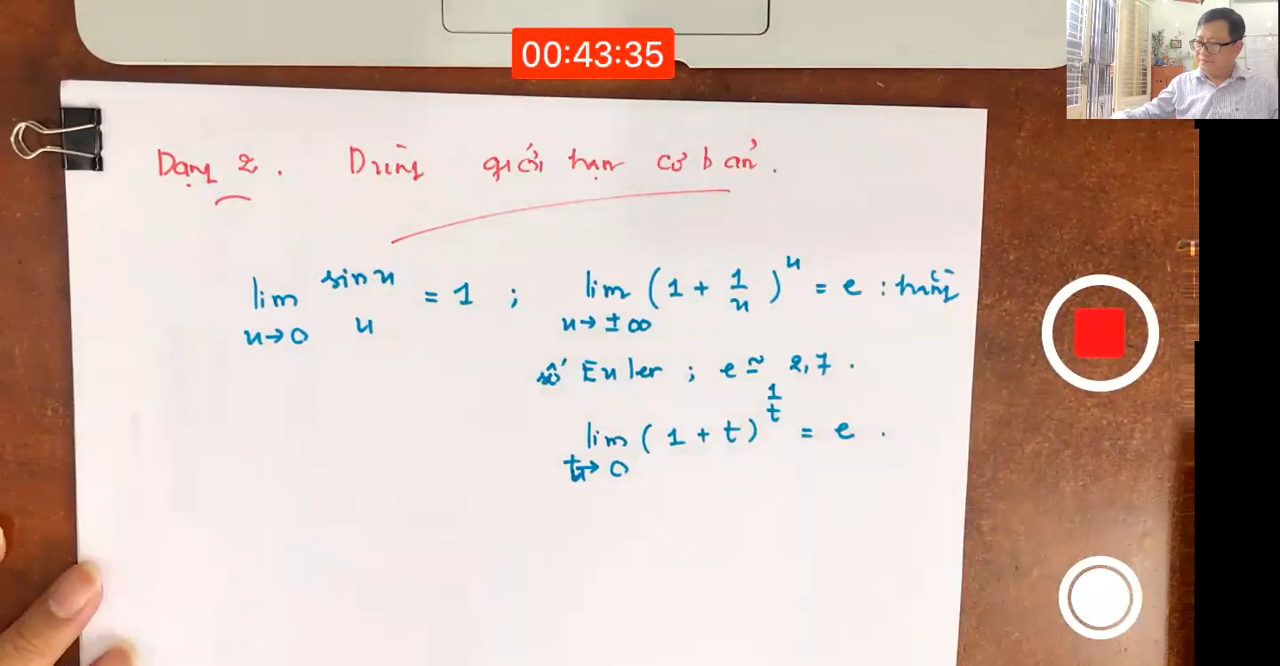 00:43:35
Dạng 2. Dùng giới hạn cơ bản.
lim sin u / u = 1 ; lim (1 + 1/u)^u = e :
u→0 u→±∞
số Euler ; e ≃ 2,7 .
lim (1 + t)^1/t = e .
t→0